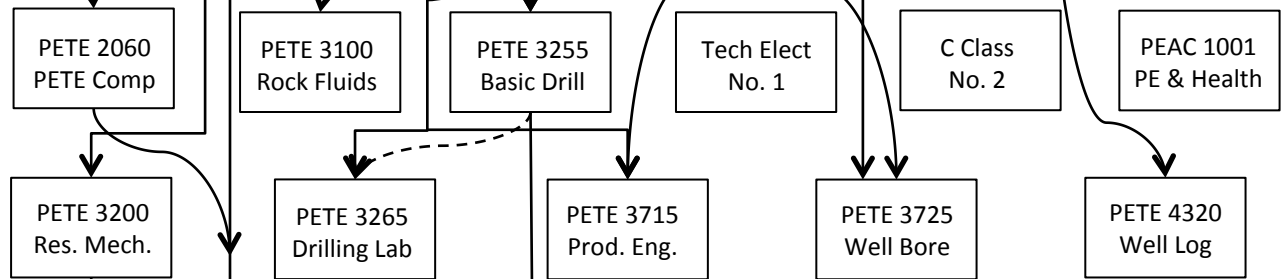 PETE 2060
PETE Comp
PETE 3100
Rock Fluids
PETE 3255
Basic Drill
Tech Elect
No. 1
C Class
No. 2
PEAC 1001
PE & Health
PETE 3200
Res. Mech.
PETE 3265
Drilling Lab
PETE 3715
Prod. Eng.
PETE 3725
Well Bore
PETE 4320
Well Log